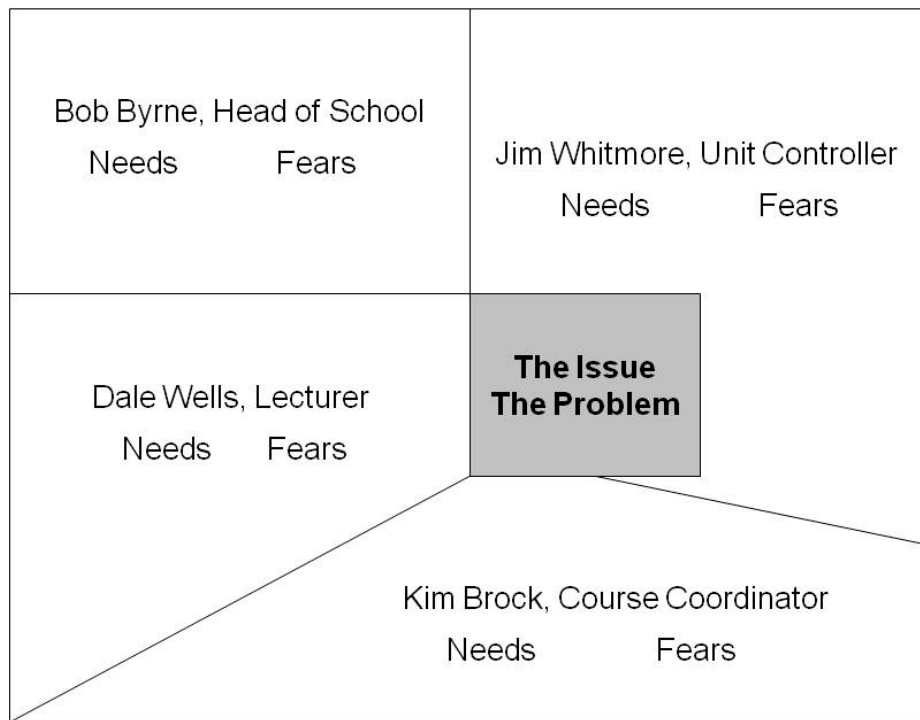 Bob Byrne, Head of School
Needs Fears
Jim Whitmore, Unit Controller
Needs Fears
The Issue
The Problem
Dale Wells, Lecturer
Needs Fears
Kim Brock, Course Coordinator
Needs Fears